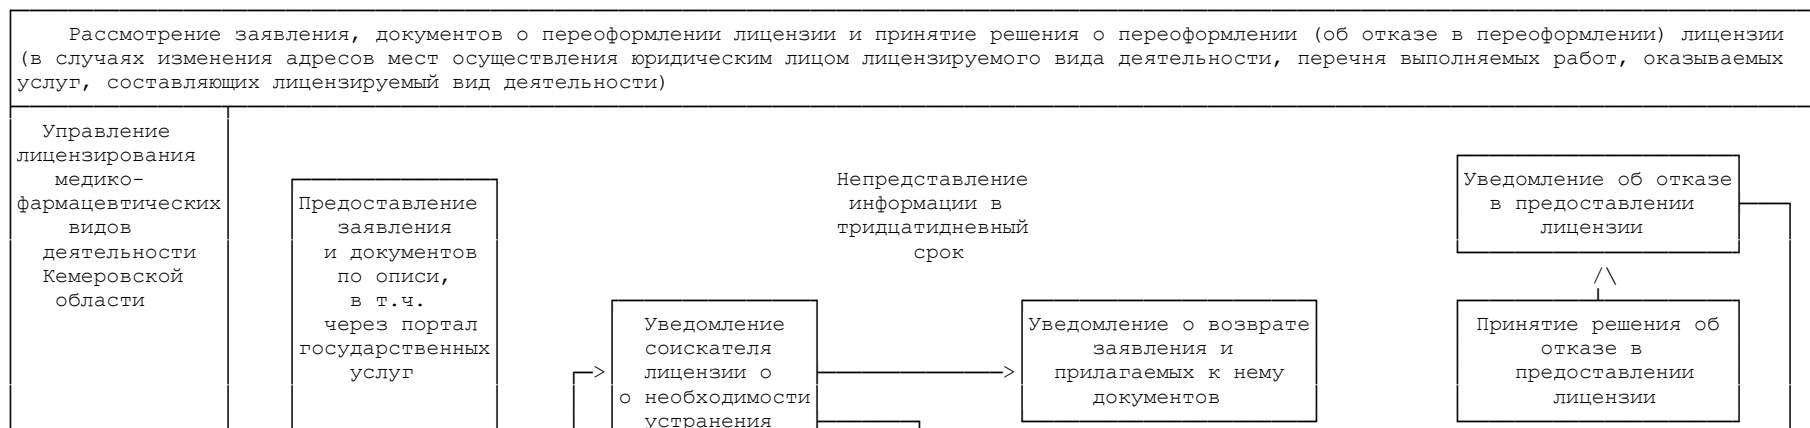 Рассмотрение заявления, документов о переоформлении лицензии и принятие решения о переоформлении (об отказе в переоформлении) лицензии
(в случаях изменения адресов мест осуществления юридическим лицом лицензируемого вида деятельности, перечня выполняемых работ, оказываемых
услуг, составляющих лицензируемый вид деятельности)
Управление
лицензирования
медико-
фармацевтических
видов
деятельности
Кемеровской
области
Предоставление
заявления
и документов
по описи,
в т.ч.
через портал
государственных
услуг
Уведомление
соискателя
лицензии о
о необходимости
устранения
Непредставление
информации в
тридцатидневный
срок
Уведомление о возврате
заявления и
прилагаемых к нему
документов
Уведомление об отказе
в предоставлении
лицензии
Принятие решения об
отказе в
предоставлении
лицензии